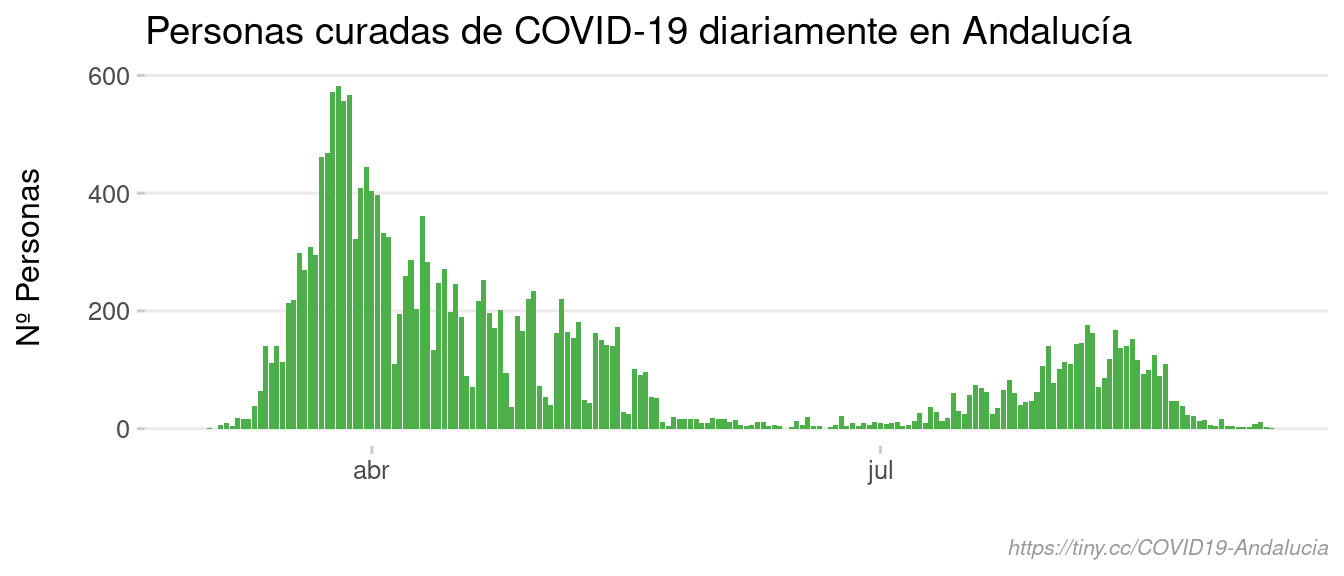 Personas curadas de COVID-19 diariamente en Andalucía
Nº Personas
600
400
200
0
abr
jul
https://tiny.cc/COVID19-Andalucia